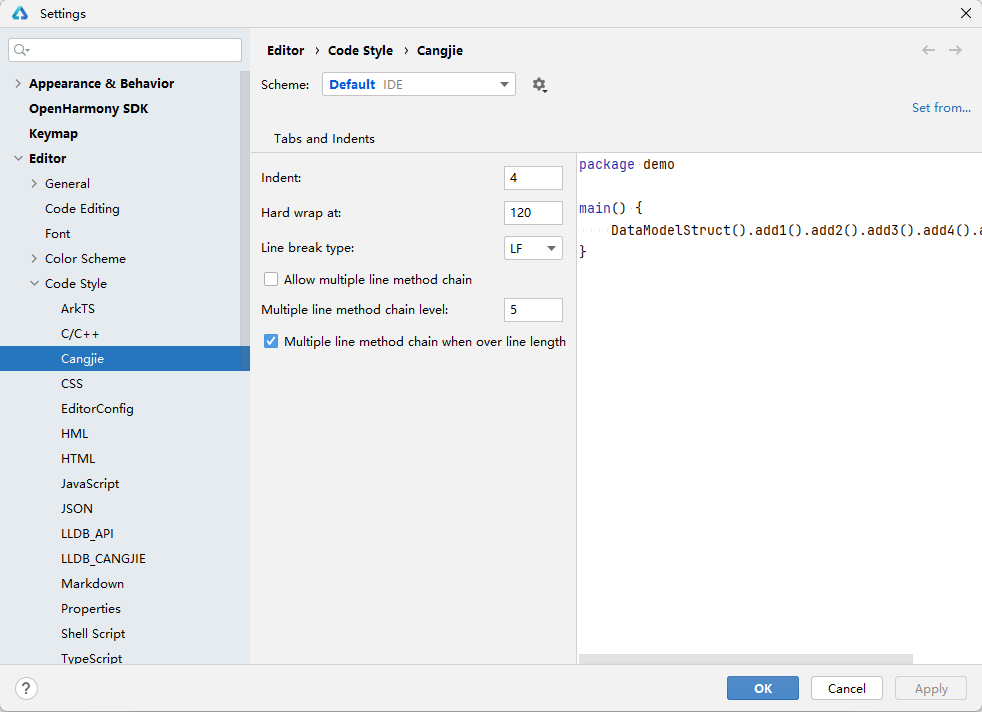 Settings
Appearance & Behavior
OpenHarmony SDK
Keymap
Editor
General
Code Editing
Font
Color Scheme
Code Style
ArkTS
C/C++
Cangjie
CSS
EditorConfig
HML
HTML
JavaScript
JSON
LLDB_API
LLDB_CANGJIE
Markdown
Properties
Shell Script
TypeScript
Editor › Code Style › Cangjie
Scheme: Default IDE
Set from...
Tabs and Indents
Indent: 4
Hard wrap at: 120
Line break type: LF
Allow multiple line method chain
Multiple line method chain level: 5
Multiple line method chain when over line length
package demo
main() {
DataModelStruct().add1().add2().add3().add4().a
}
?
OK
Cancel
Apply